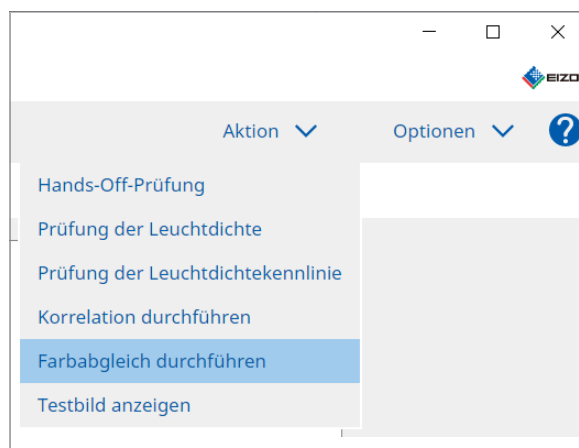 EIZO
Aktion Optionen ?
Hands-Off-Prüfung
Prüfung der Leuchtdichte
Prüfung der Leuchtdichtekennlinie
Korrelation durchführen
Farbabgleich durchführen
Testbild anzeigen